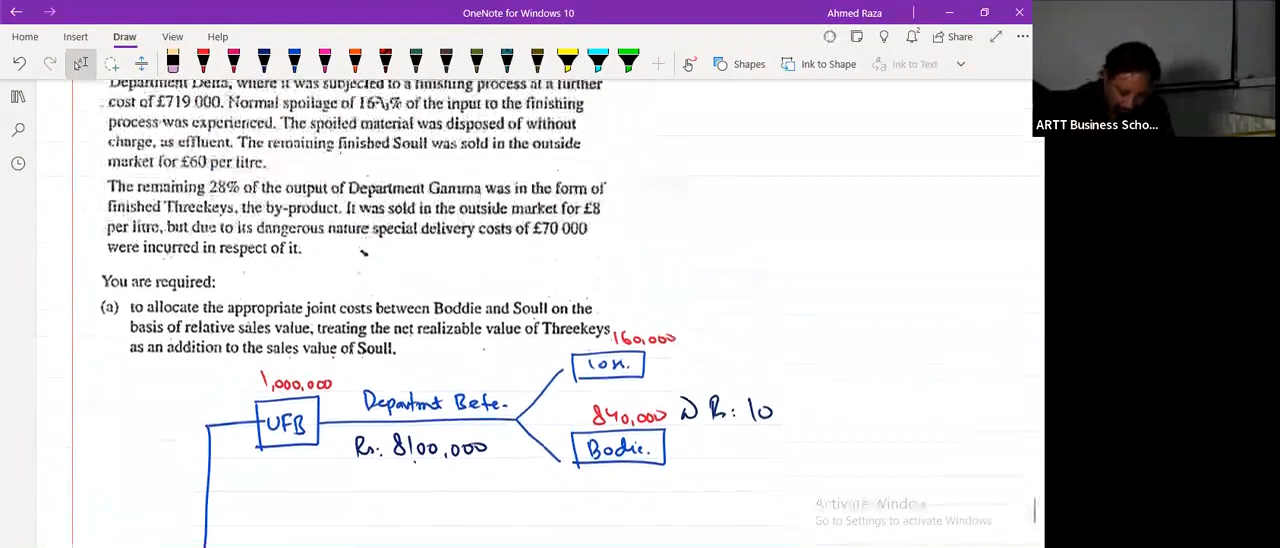 OneNote for Windows 10
Ahmed Raza
Home Insert Draw View Help Share
Shapes Ink to Shape Ink to Text
ARTT Business Scho...
Department Delta, where it was subjected to a finishing process at a further
cost of £719 000. Normal spoilage of 16⅔% of the input to the finishing
process was experienced. The spoiled material was disposed of without
charge, as effluent. The remaining finished Soull was sold in the outside
market for £60 per litre.
The remaining 28% of the output of Department Gamma was in the form of
finished Threekeys, the by-product. It was sold in the outside market for £8
per litre, but due to its dangerous nature special delivery costs of £70 000
were incurred in respect of it.
You are required:
(a) to allocate the appropriate joint costs between Boddie and Soull on the
basis of relative sales value, treating the net realizable value of Threekeys
as an addition to the sales value of Soull.
160,000
1,000,000
UFB
Department Bete.
Rs: 8100,000
840,000
Rs: 10
Bodie.
Activate Window
Go to Settings to activate Windows